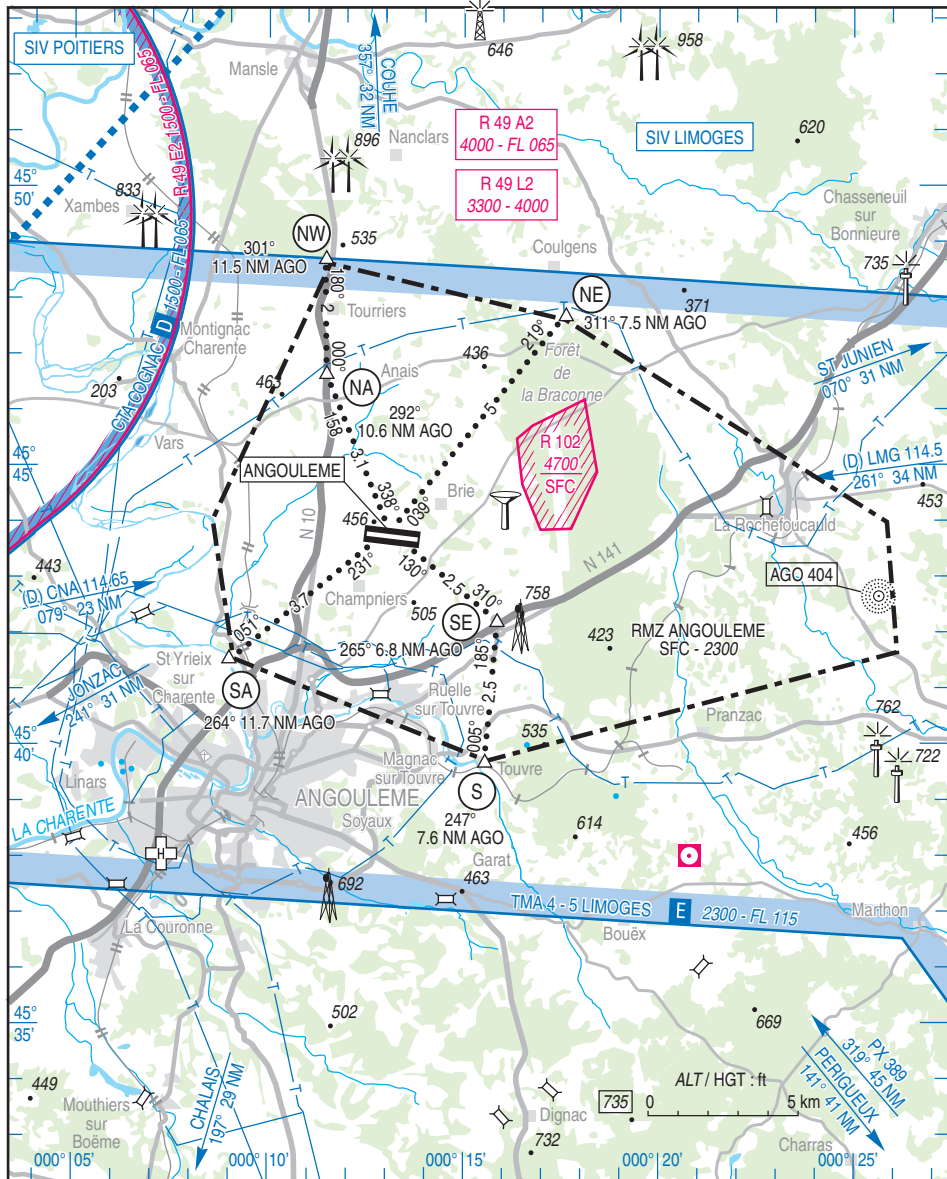 SIV POITIERS
646
958
Mansle
COUHE
357° 32 NM
R 49 E2 1500 - FL 065
R 49 A2
4000 - FL 065
SIV LIMOGES
620
896
Nanclars
R 49 L2
3300 - 4000
45°
50'
833
Xambes
Chasseneuil
sur
Bonnieure
NW
535
301°
11.5 NM AGO
Coulgens
735
180°
2
000°
NE
371
311° 7.5 NM AGO
Tourriers
CTA COGNAC D 1500 - FL 065
Montignac
Charente
219°
Forêt
de
la Braconne
436
ST JUNIEN
070° 31 NM
203
463
Anais
NA
292°
10.6 NM AGO
158
3.1
338°
5
039°
Vars
45°
45'
ANGOULEME
R 102
4700
SFC
(D) LMG 114.5
261° 34 NM
453
Brie
N 10
456
La Rochefoucauld
443
(D) CNA 114.65
079° 23 NM
231°
3.7
051°
130°
2.5
310°
N 141
AGO 404
Champniers
505
758
SE
265° 6.8 NM AGO
423
RMZ ANGOULEME
SFC - 2300
St Yrieix
sur
Charente
JONZAC
241° 31 NM
SA
264° 11.7 NM AGO
185°
2.5
005°
Ruelle
sur Touvre
Pranzac
762
45°
40'
535
722
Linars
Magnac
sur Touvre
Touvre
ANGOULEME
Soyaux
S
247°
7.6 NM AGO
LA CHARENTE
614
456
Garat
692
463
TMA 4 - 5 LIMOGES E 2300 - FL 115
Marthon
La Couronne
Bouëx
45°
35'
502
669
PX 389
319° 45 NM
PERIGUEUX
141° 41 NM
449
CHALAIS
197° 29 NM
ALT / HGT : ft
735
0
5 km
Mouthiers
sur
Boëme
Dignac
732
Charras
000° 05'
000° 10'
000° 15'
000° 20'
000° 25'
T